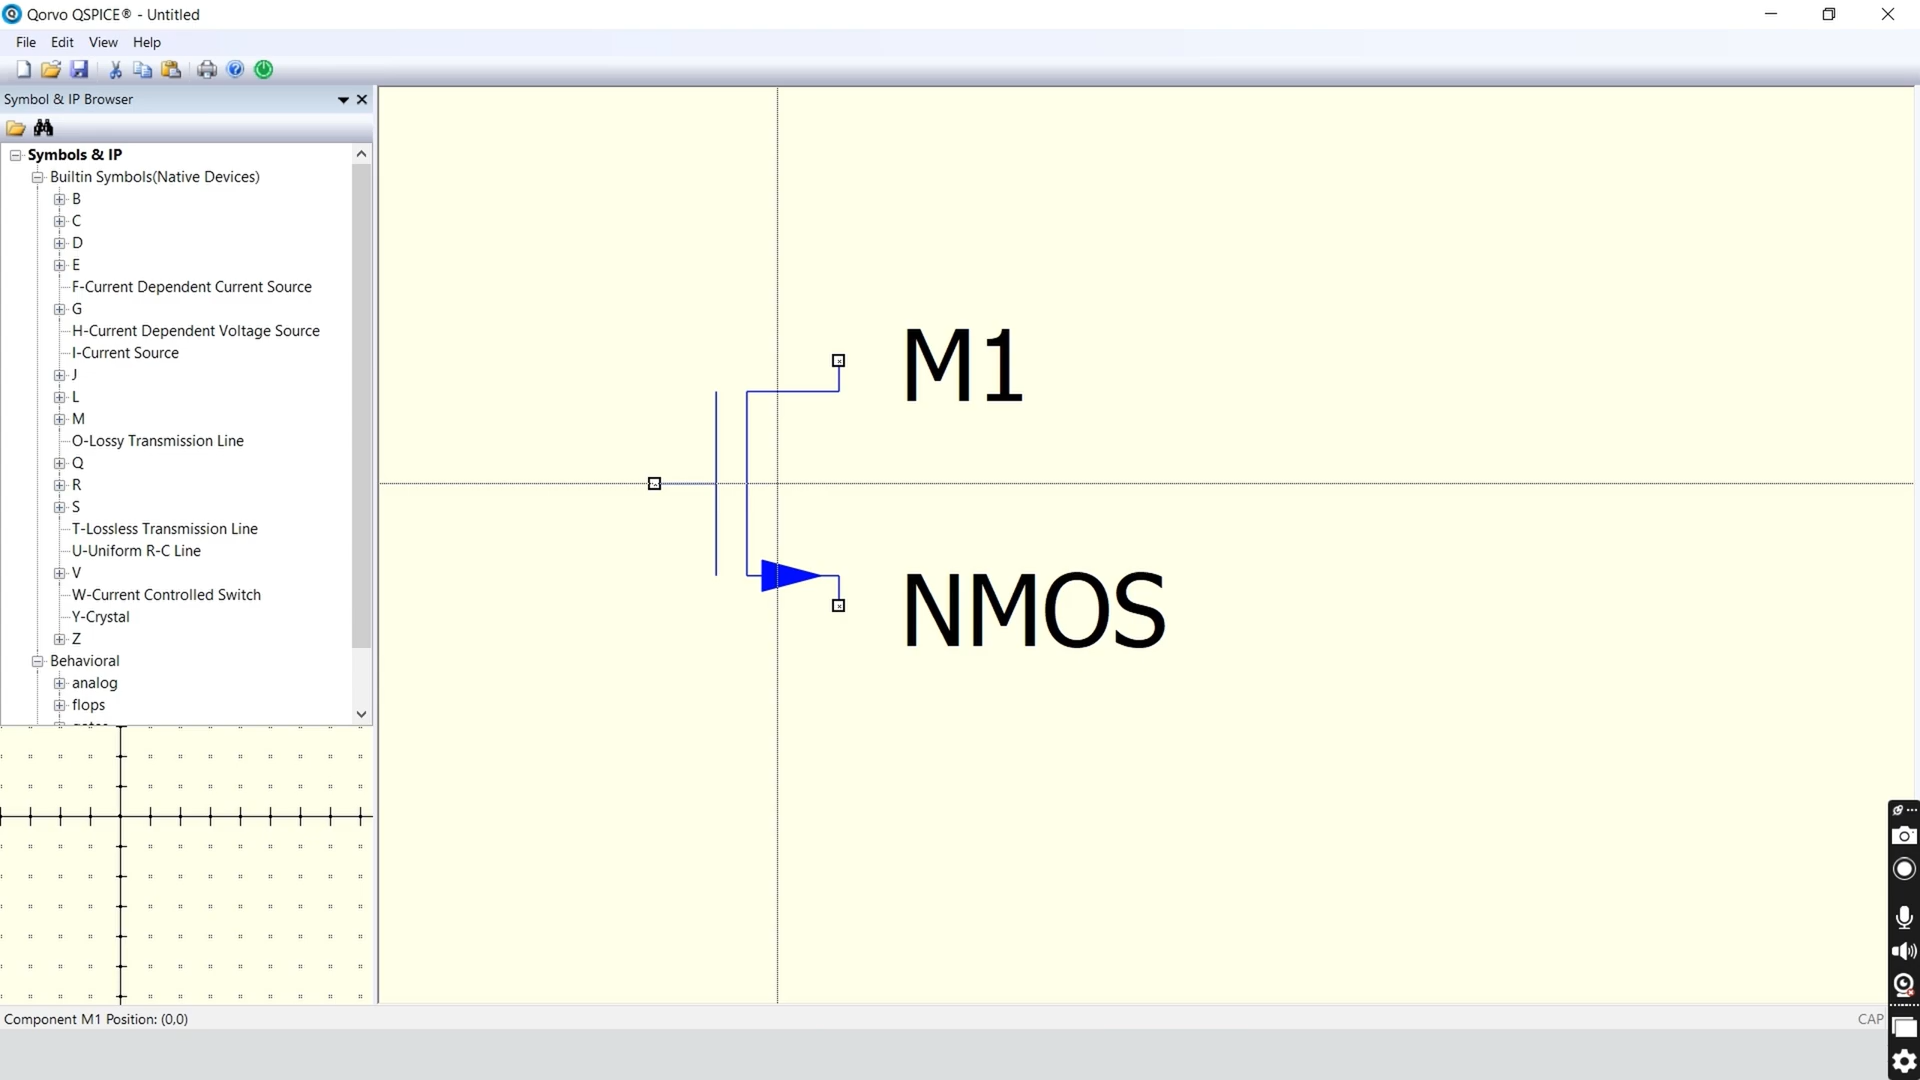 Qorvo QSPICE® - Untitled
File Edit View Help
Symbol & IP Browser
Symbols & IP
Builtin Symbols(Native Devices)
B
C
D
E
F-Current Dependent Current Source
G
H-Current Dependent Voltage Source
I-Current Source
J
L
M
O-Lossy Transmission Line
Q
R
S
T-Lossless Transmission Line
U-Uniform R-C Line
V
W-Current Controlled Switch
Y-Crystal
Z
Behavioral
analog
flops
M1
NMOS
Component M1 Position: (0,0)
CAP